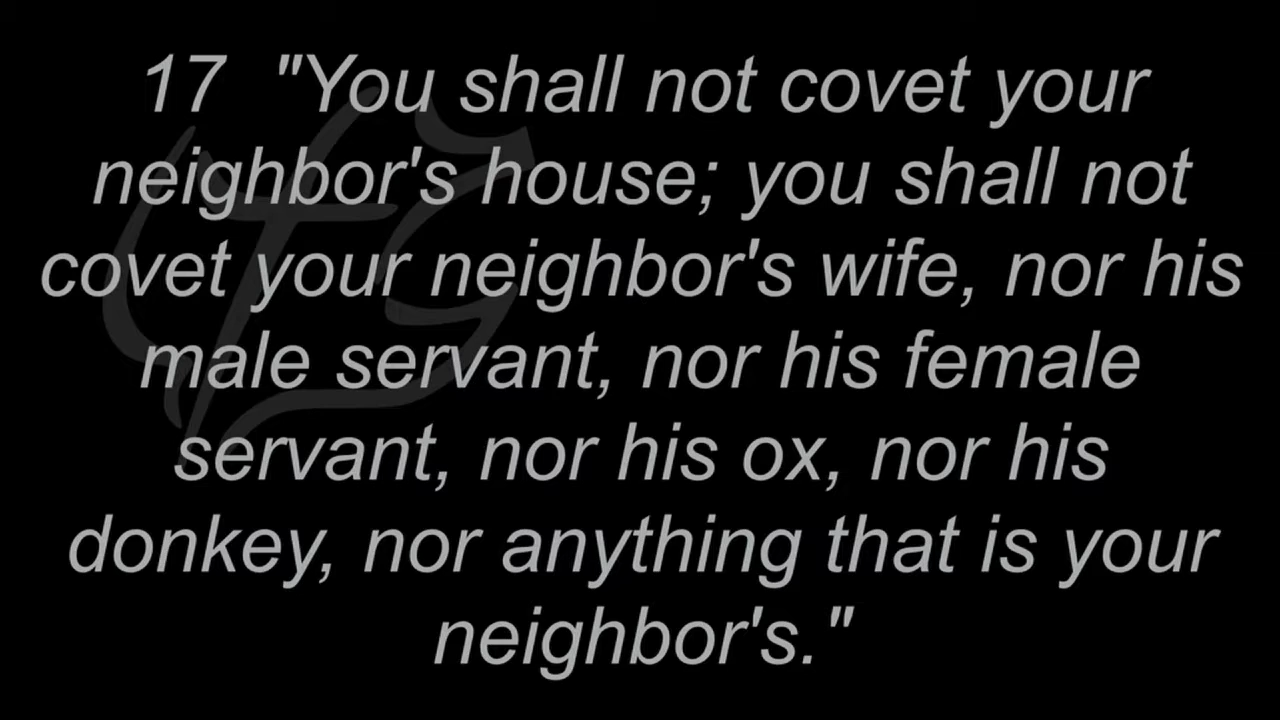 17  "You shall not covet your
neighbor's house; you shall not
covet your neighbor's wife, nor his
male servant, nor his female
servant, nor his ox, nor his
donkey, nor anything that is your
neighbor's."